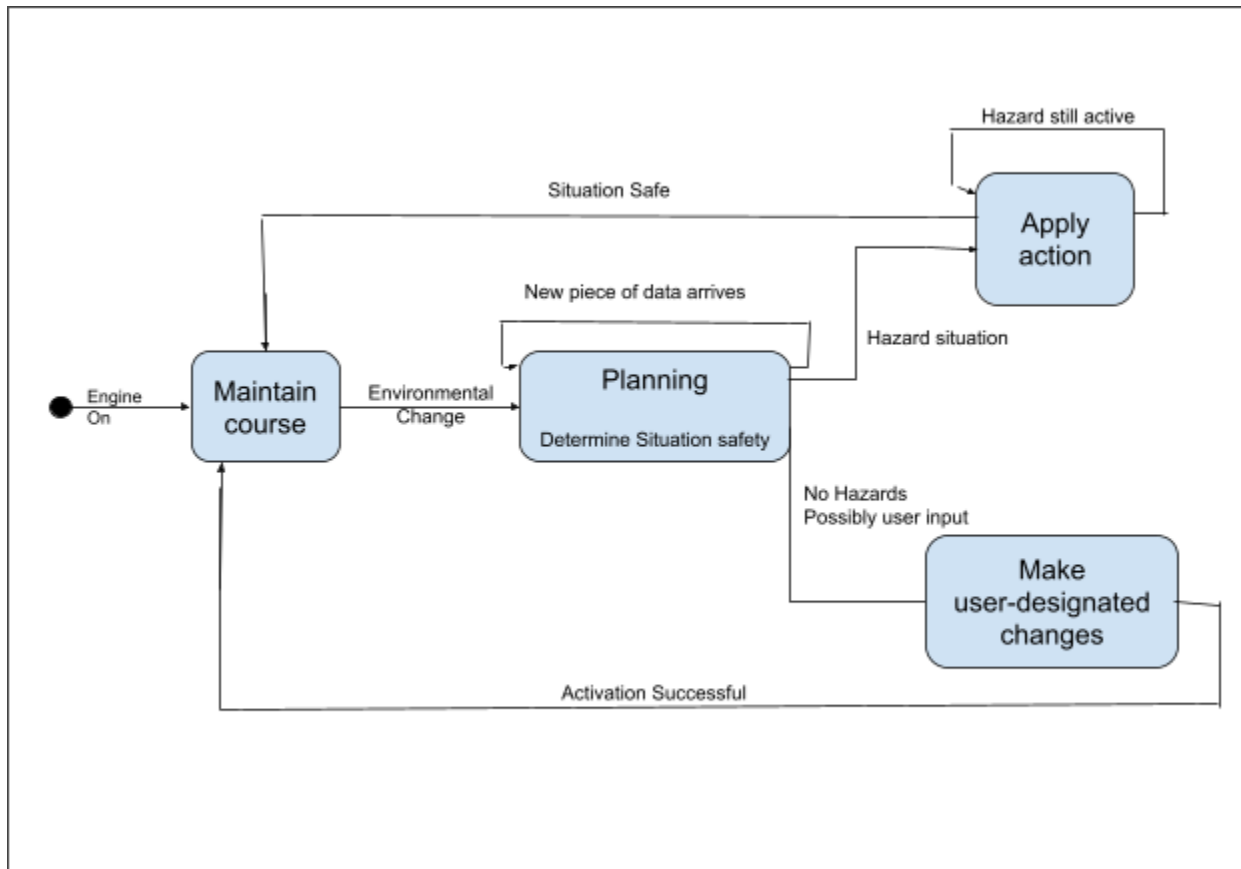 Hazard still active
Situation Safe
Apply
action
New piece of data arrives
Hazard situation
Engine
On
Maintain
course
Environmental
Change
Planning
Determine Situation safety
No Hazards
Possibly user input
Make
user-designated
changes
Activation Successful